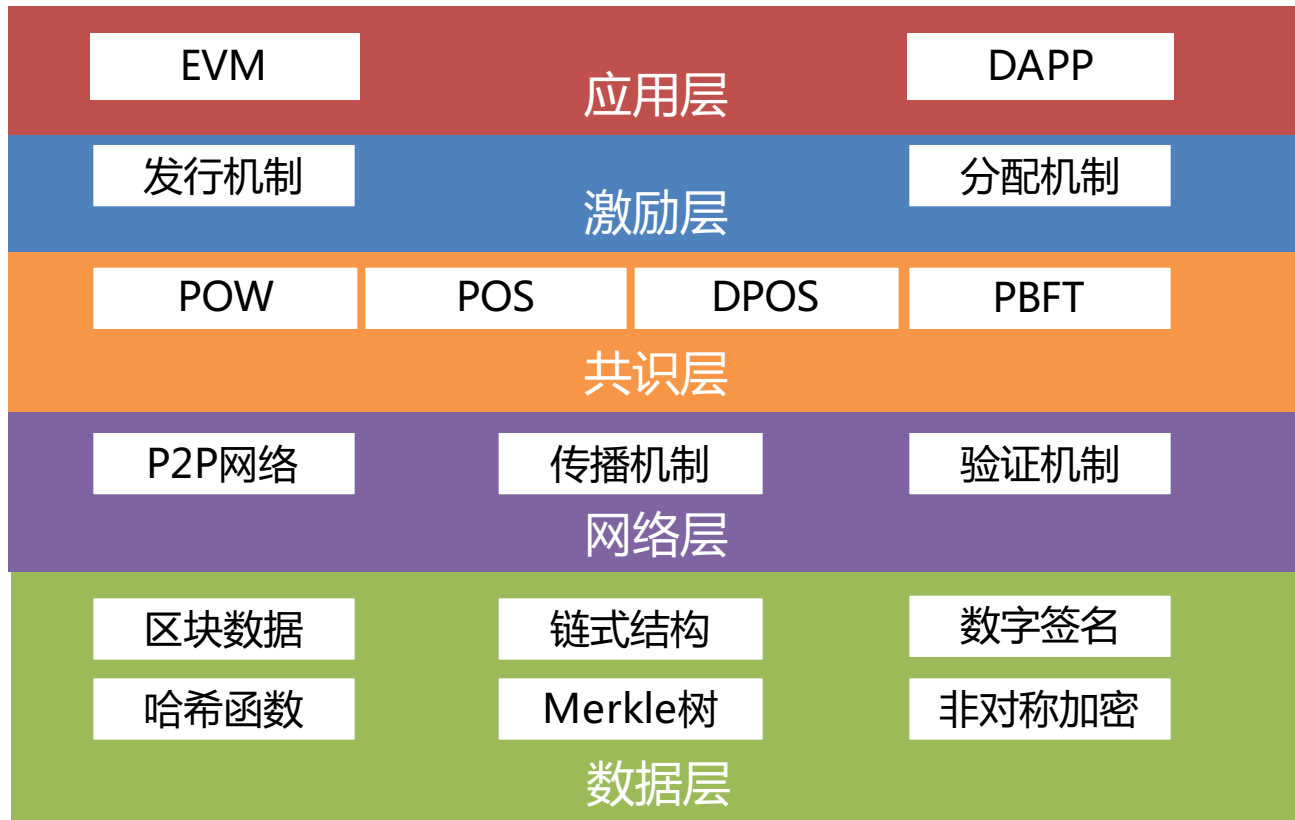 EVM
DAPP
应用层
发行机制
分配机制
激励层
POW
POS
DPOS
PBFT
共识层
P2P网络
传播机制
验证机制
网络层
区块数据
链式结构
数字签名
哈希函数
Merkle树
非对称加密
数据层